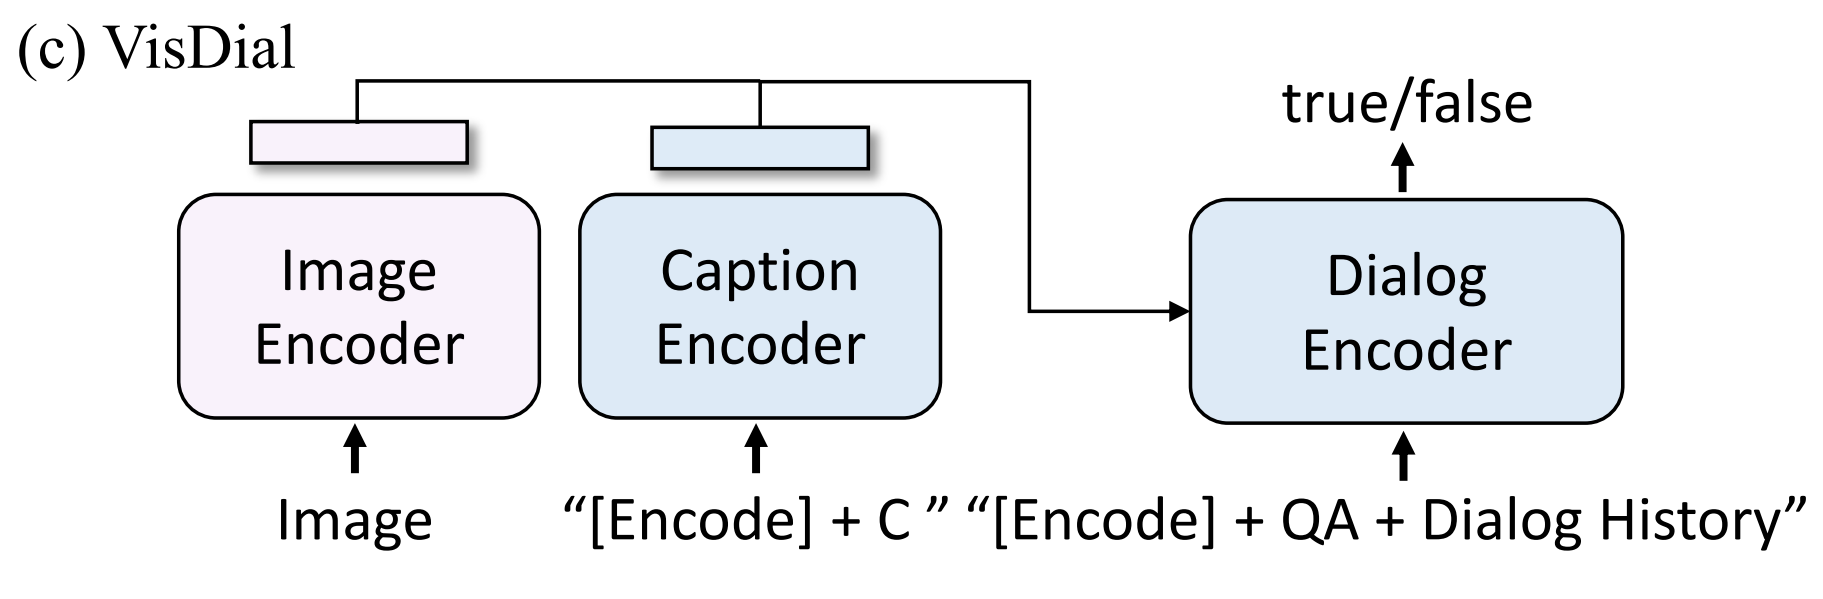 (c) VisDial
true/false
Image
Encoder
Caption
Encoder
Dialog
Encoder
Image
“[Encode] + C ”
“[Encode] + QA + Dialog History”